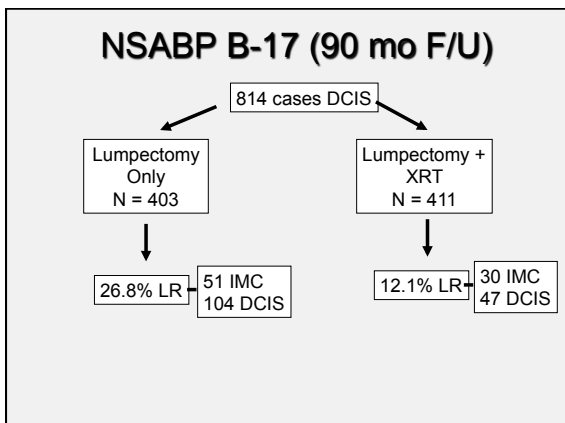 NSABP B-17 (90 mo F/U)
814 cases DCIS
Lumpectomy
Only
N = 403
Lumpectomy +
XRT
N = 411
26.8% LR
51 IMC
104 DCIS
12.1% LR
30 IMC
47 DCIS